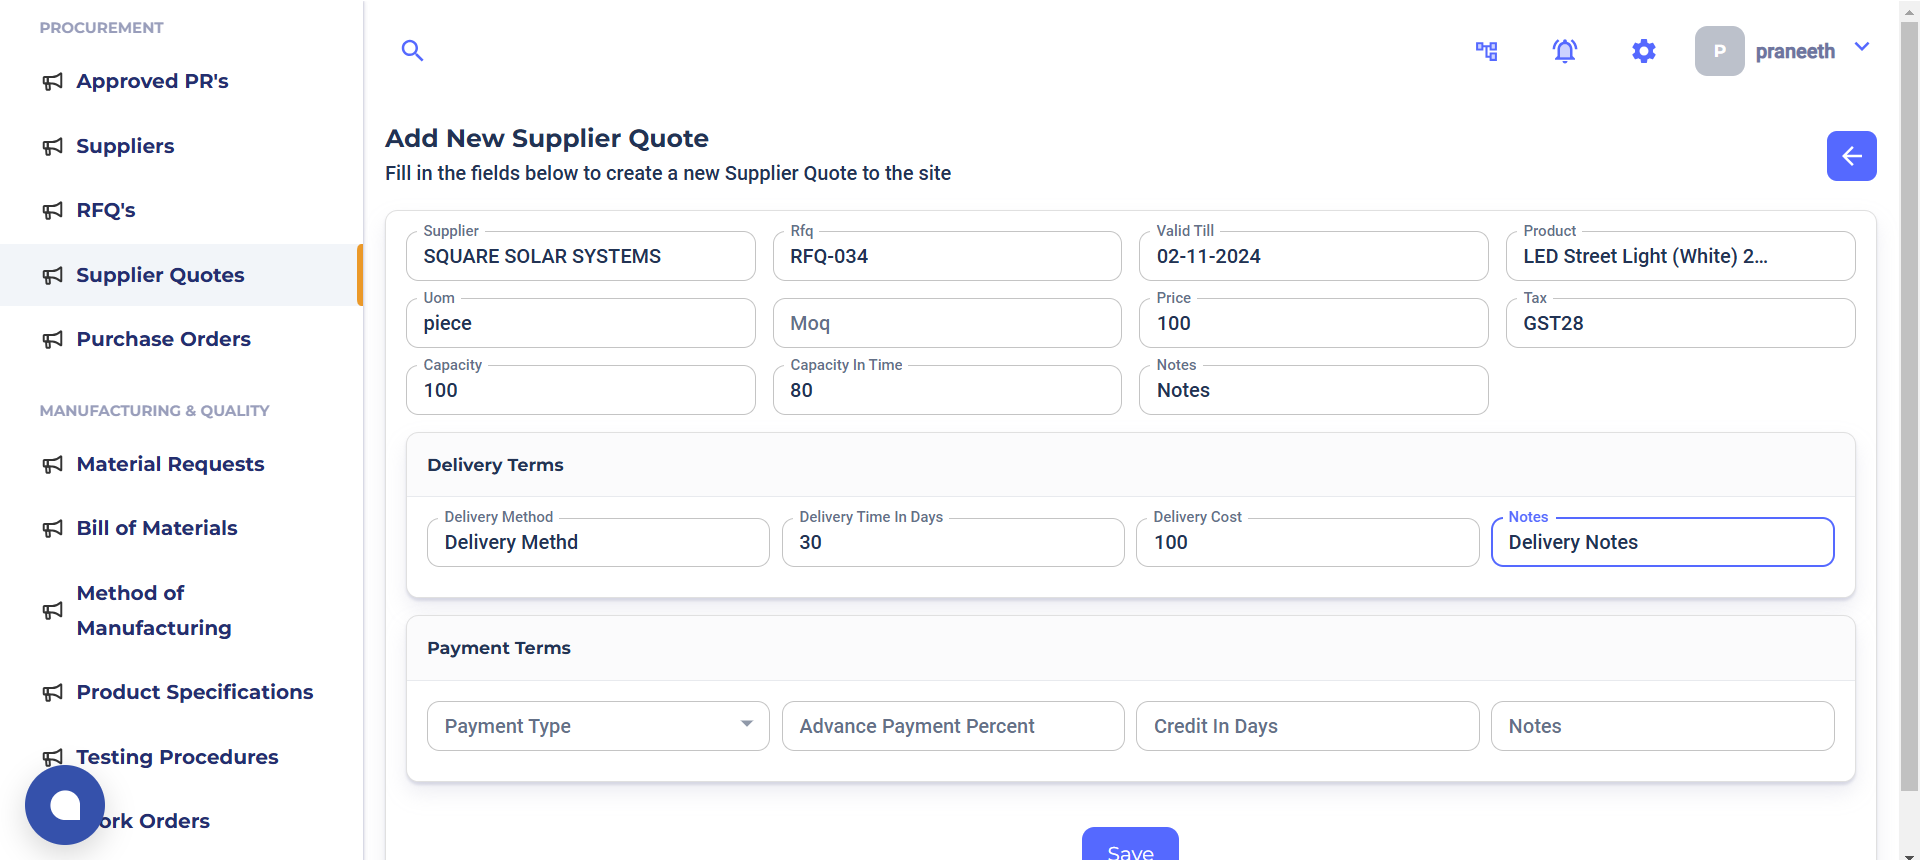 PROCUREMENT
Approved PR's
Suppliers
RFQ's
Supplier Quotes
Purchase Orders
MANUFACTURING & QUALITY
Material Requests
Bill of Materials
Method of
Manufacturing
Product Specifications
Testing Procedures
ork Orders
P praneeth
Add New Supplier Quote
Fill in the fields below to create a new Supplier Quote to the site
Supplier Rfq Valid Till Product
SQUARE SOLAR SYSTEMS RFQ-034 02-11-2024 LED Street Light (White) 2...
Uom Price Tax
piece Moq 100 GST28
Capacity Capacity In Time Notes
100 80 Notes
Delivery Terms
Delivery Method Delivery Time In Days Delivery Cost Notes
Delivery Methd 30 100 Delivery Notes
Payment Terms
Payment Type Advance Payment Percent Credit In Days Notes
Save